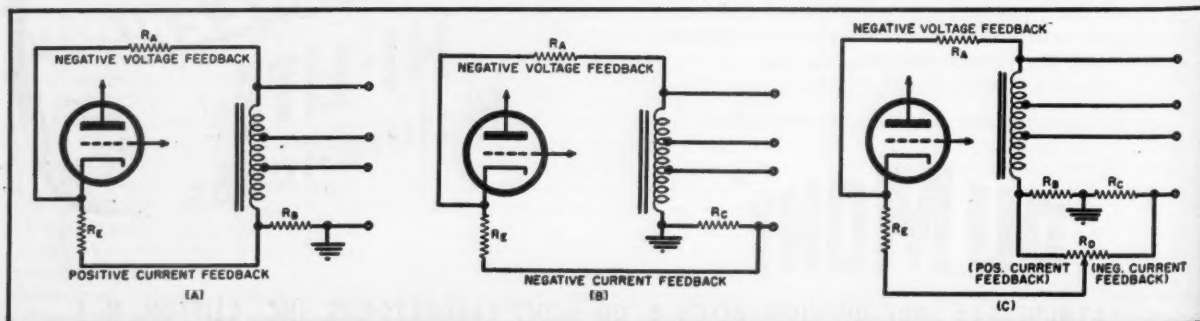 RA
NEGATIVE VOLTAGE FEEDBACK
RE
RB
POSITIVE CURRENT FEEDBACK
(A)
RA
NEGATIVE VOLTAGE FEEDBACK
RE
RC
NEGATIVE CURRENT FEEDBACK
(B)
NEGATIVE VOLTAGE FEEDBACK
RA
RB
RC
RE
RD
(POS. CURRENT
FEEDBACK)
(NEG. CURRENT
FEEDBACK)
(C)